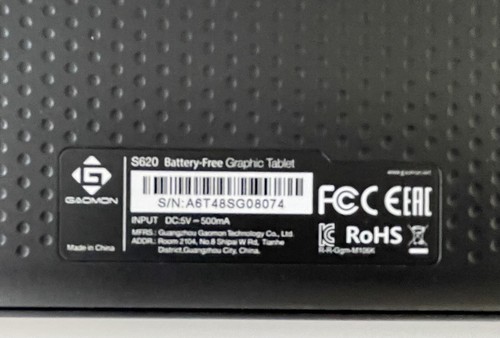 S620 Battery-Free Graphic Tablet
www.gaomon.net
S/N:A6T48SG08074
FCC CE EAC
INPUT DC:5V⎓500mA
GAOMON
MFRS.: Guangzhou Gaomon Technology Co., Ltd.
RoHS
Made in China
ADDR.: Room 2104, No.8 Shipai W Rd, Tianhe
District,Guangzhou City, China.
R-R-Ggm-M106K